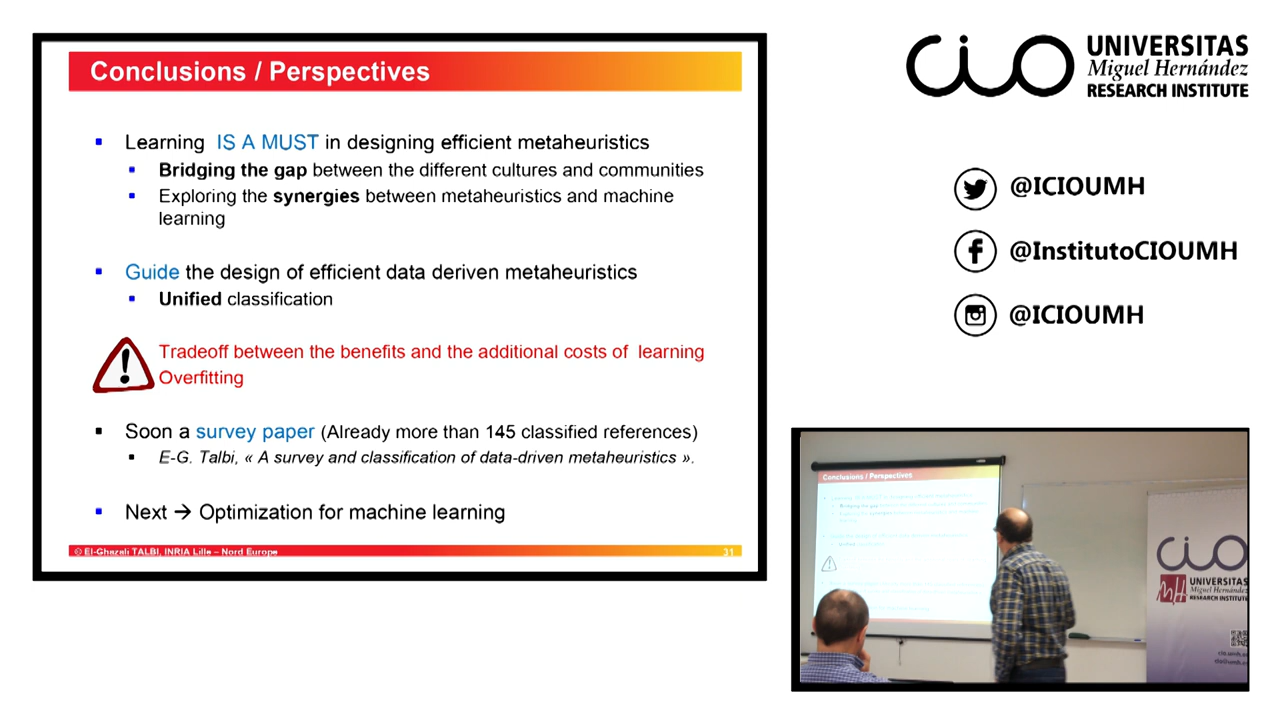 Conclusions / Perspectives
Learning IS A MUST in designing efficient metaheuristics
Bridging the gap between the different cultures and communities
Exploring the synergies between metaheuristics and machine
learning
Guide the design of efficient data deriven metaheuristics
Unified classification
Tradeoff between the benefits and the additional costs of learning
Overfitting
Soon a survey paper (Already more than 145 classified references)
E-G. Talbi, « A survey and classification of data-driven metaheuristics ».
Next → Optimization for machine learning
© El-Ghazali TALBI, INRIA Lille – Nord Europe
31
cio
UNIVERSITAS
Miguel Hernández
RESEARCH INSTITUTE
@ICIOUMH
@InstitutoCIOUMH
@ICIOUMH
Conclusions / Perspectives
cio
UNIVERSITAS
Miguel Hernández
RESEARCH INSTITUTE